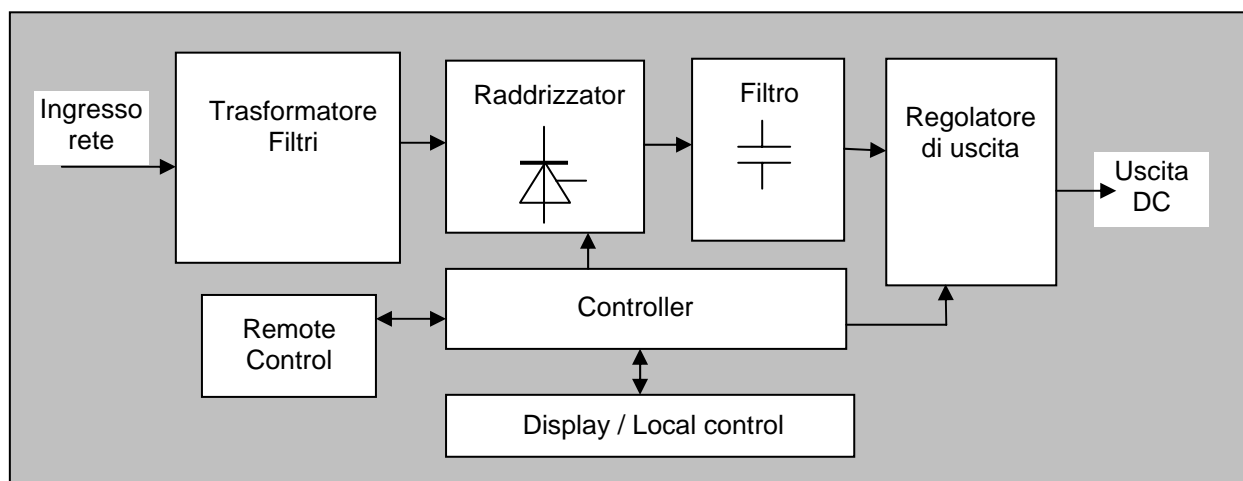 Ingresso
rete
Trasformatore
Filtri
Raddrizzator
Filtro
Regolatore
di uscita
Uscita
DC
Controller
Remote
Control
Display / Local control